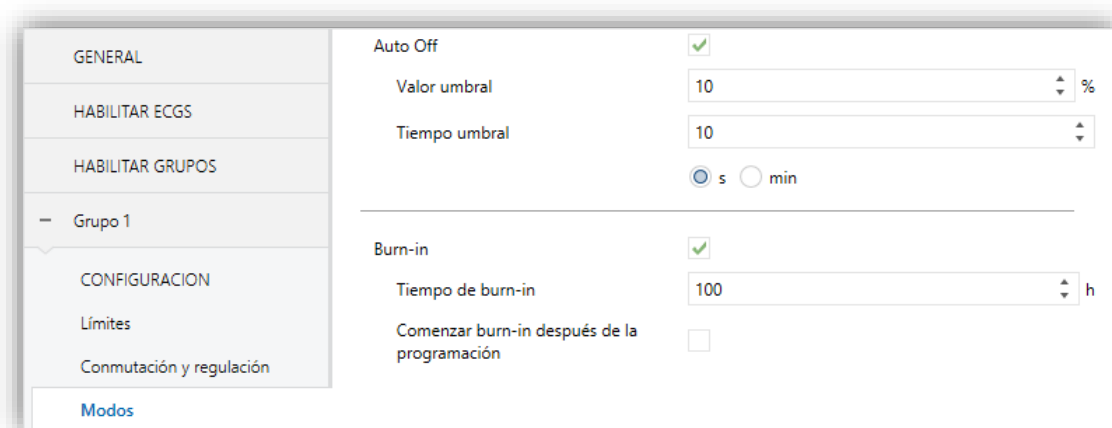 GENERAL
HABILITAR ECGS
HABILITAR GRUPOS
− Grupo 1
CONFIGURACION
Límites
Conmutación y regulación
Modos
Auto Off
Valor umbral 10 %
Tiempo umbral 10
s min
Burn-in
Tiempo de burn-in 100 h
Comenzar burn-in después de la
programación